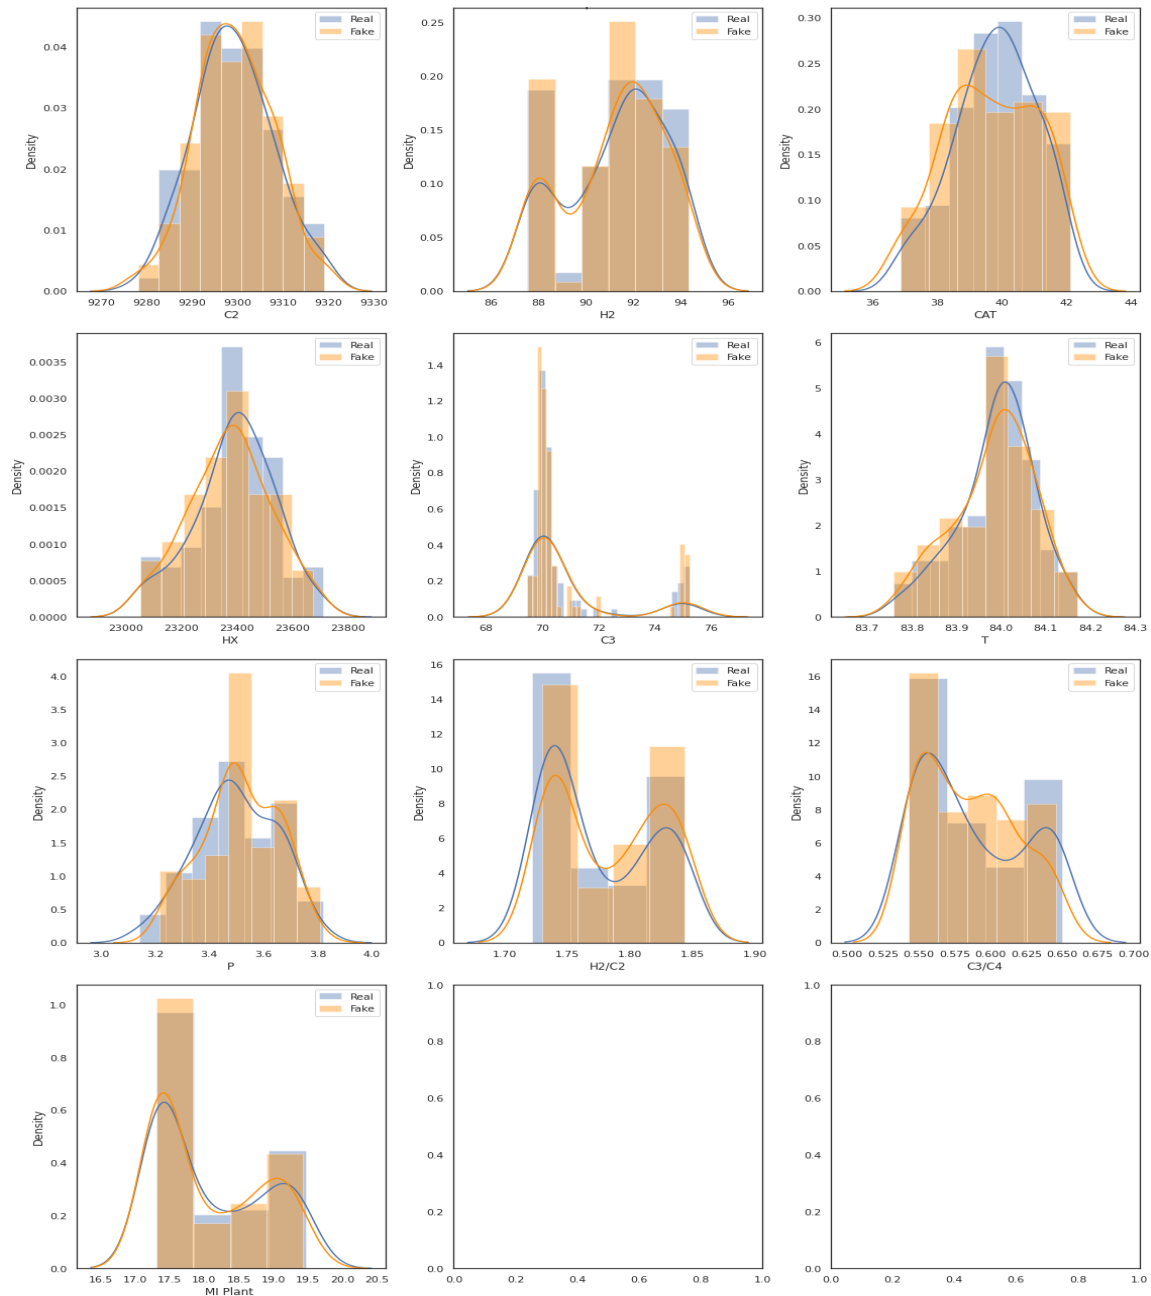 Real
Fake
Density
0.00
0.01
0.02
0.03
0.04
9270 9280 9290 9300 9310 9320 9330
C2
Real
Fake
Density
0.00
0.05
0.10
0.15
0.20
0.25
86 88 90 92 94 96
H2
Real
Fake
Density
0.00
0.05
0.10
0.15
0.20
0.25
0.30
36 38 40 42 44
CAT
Real
Fake
Density
0.0000
0.0005
0.0010
0.0015
0.0020
0.0025
0.0030
0.0035
23000 23200 23400 23600 23800
HX
Real
Fake
Density
0.0
0.2
0.4
0.6
0.8
1.0
1.2
1.4
68 70 72 74 76
C3
Real
Fake
Density
0
1
2
3
4
5
6
83.7 83.8 83.9 84.0 84.1 84.2 84.3
T
Real
Fake
Density
0.0
0.5
1.0
1.5
2.0
2.5
3.0
3.5
4.0
3.0 3.2 3.4 3.6 3.8 4.0
P
Real
Fake
Density
0
2
4
6
8
10
12
14
16
1.70 1.75 1.80 1.85 1.90
H2/C2
Real
Fake
Density
0
2
4
6
8
10
12
14
16
0.500 0.525 0.550 0.575 0.600 0.625 0.650 0.675 0.700
C3/C4
Real
Fake
Density
0.0
0.2
0.4
0.6
0.8
1.0
16.5 17.0 17.5 18.0 18.5 19.0 19.5 20.0 20.5
MI Plant
0.0
0.2
0.4
0.6
0.8
1.0
0.0 0.2 0.4 0.6 0.8 1.0
0.0
0.2
0.4
0.6
0.8
1.0
0.0 0.2 0.4 0.6 0.8 1.0